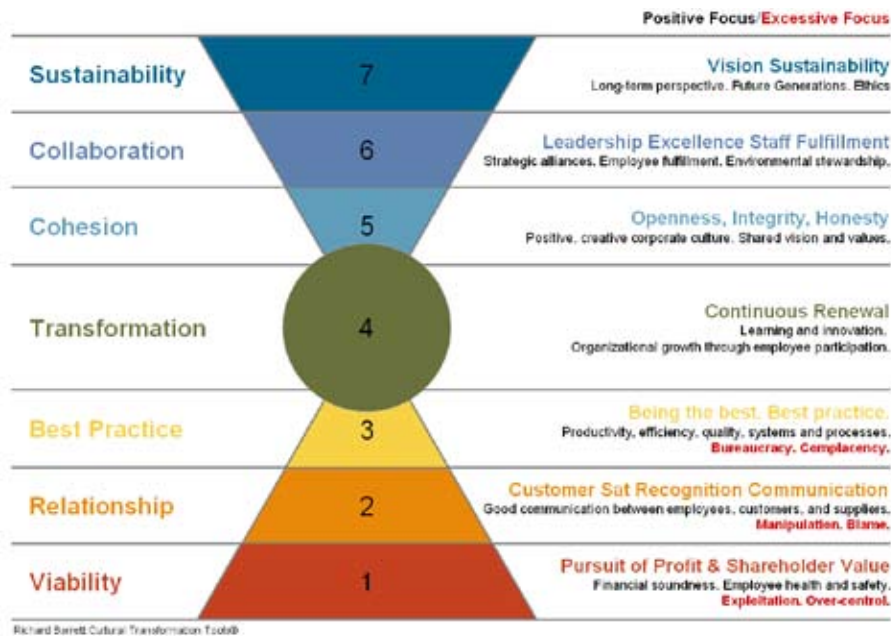 Positive Focus/Excessive Focus
Sustainability
7
Vision Sustainability
Long-term perspective. Future Generations. Ethics
Collaboration
6
Leadership Excellence Staff Fulfillment
Strategic alliances. Employee fulfillment. Environmental stewardship.
Cohesion
5
Openness, Integrity, Honesty
Positive, creative corporate culture. Shared vision and values.
Transformation
4
Continuous Renewal
Learning and innovation.
Organizational growth through employee participation.
Best Practice
3
Being the best. Best practice.
Productivity, efficiency, quality, systems and processes.
Bureaucracy. Complacency.
Relationship
2
Customer Sat Recognition Communication
Good communication between employees, customers, and suppliers.
Manipulation. Blame.
Viability
1
Pursuit of Profit & Shareholder Value
Financial soundness. Employee health and safety.
Exploitation. Over-control.
Richard Barrett Cultural Transformation Tools®